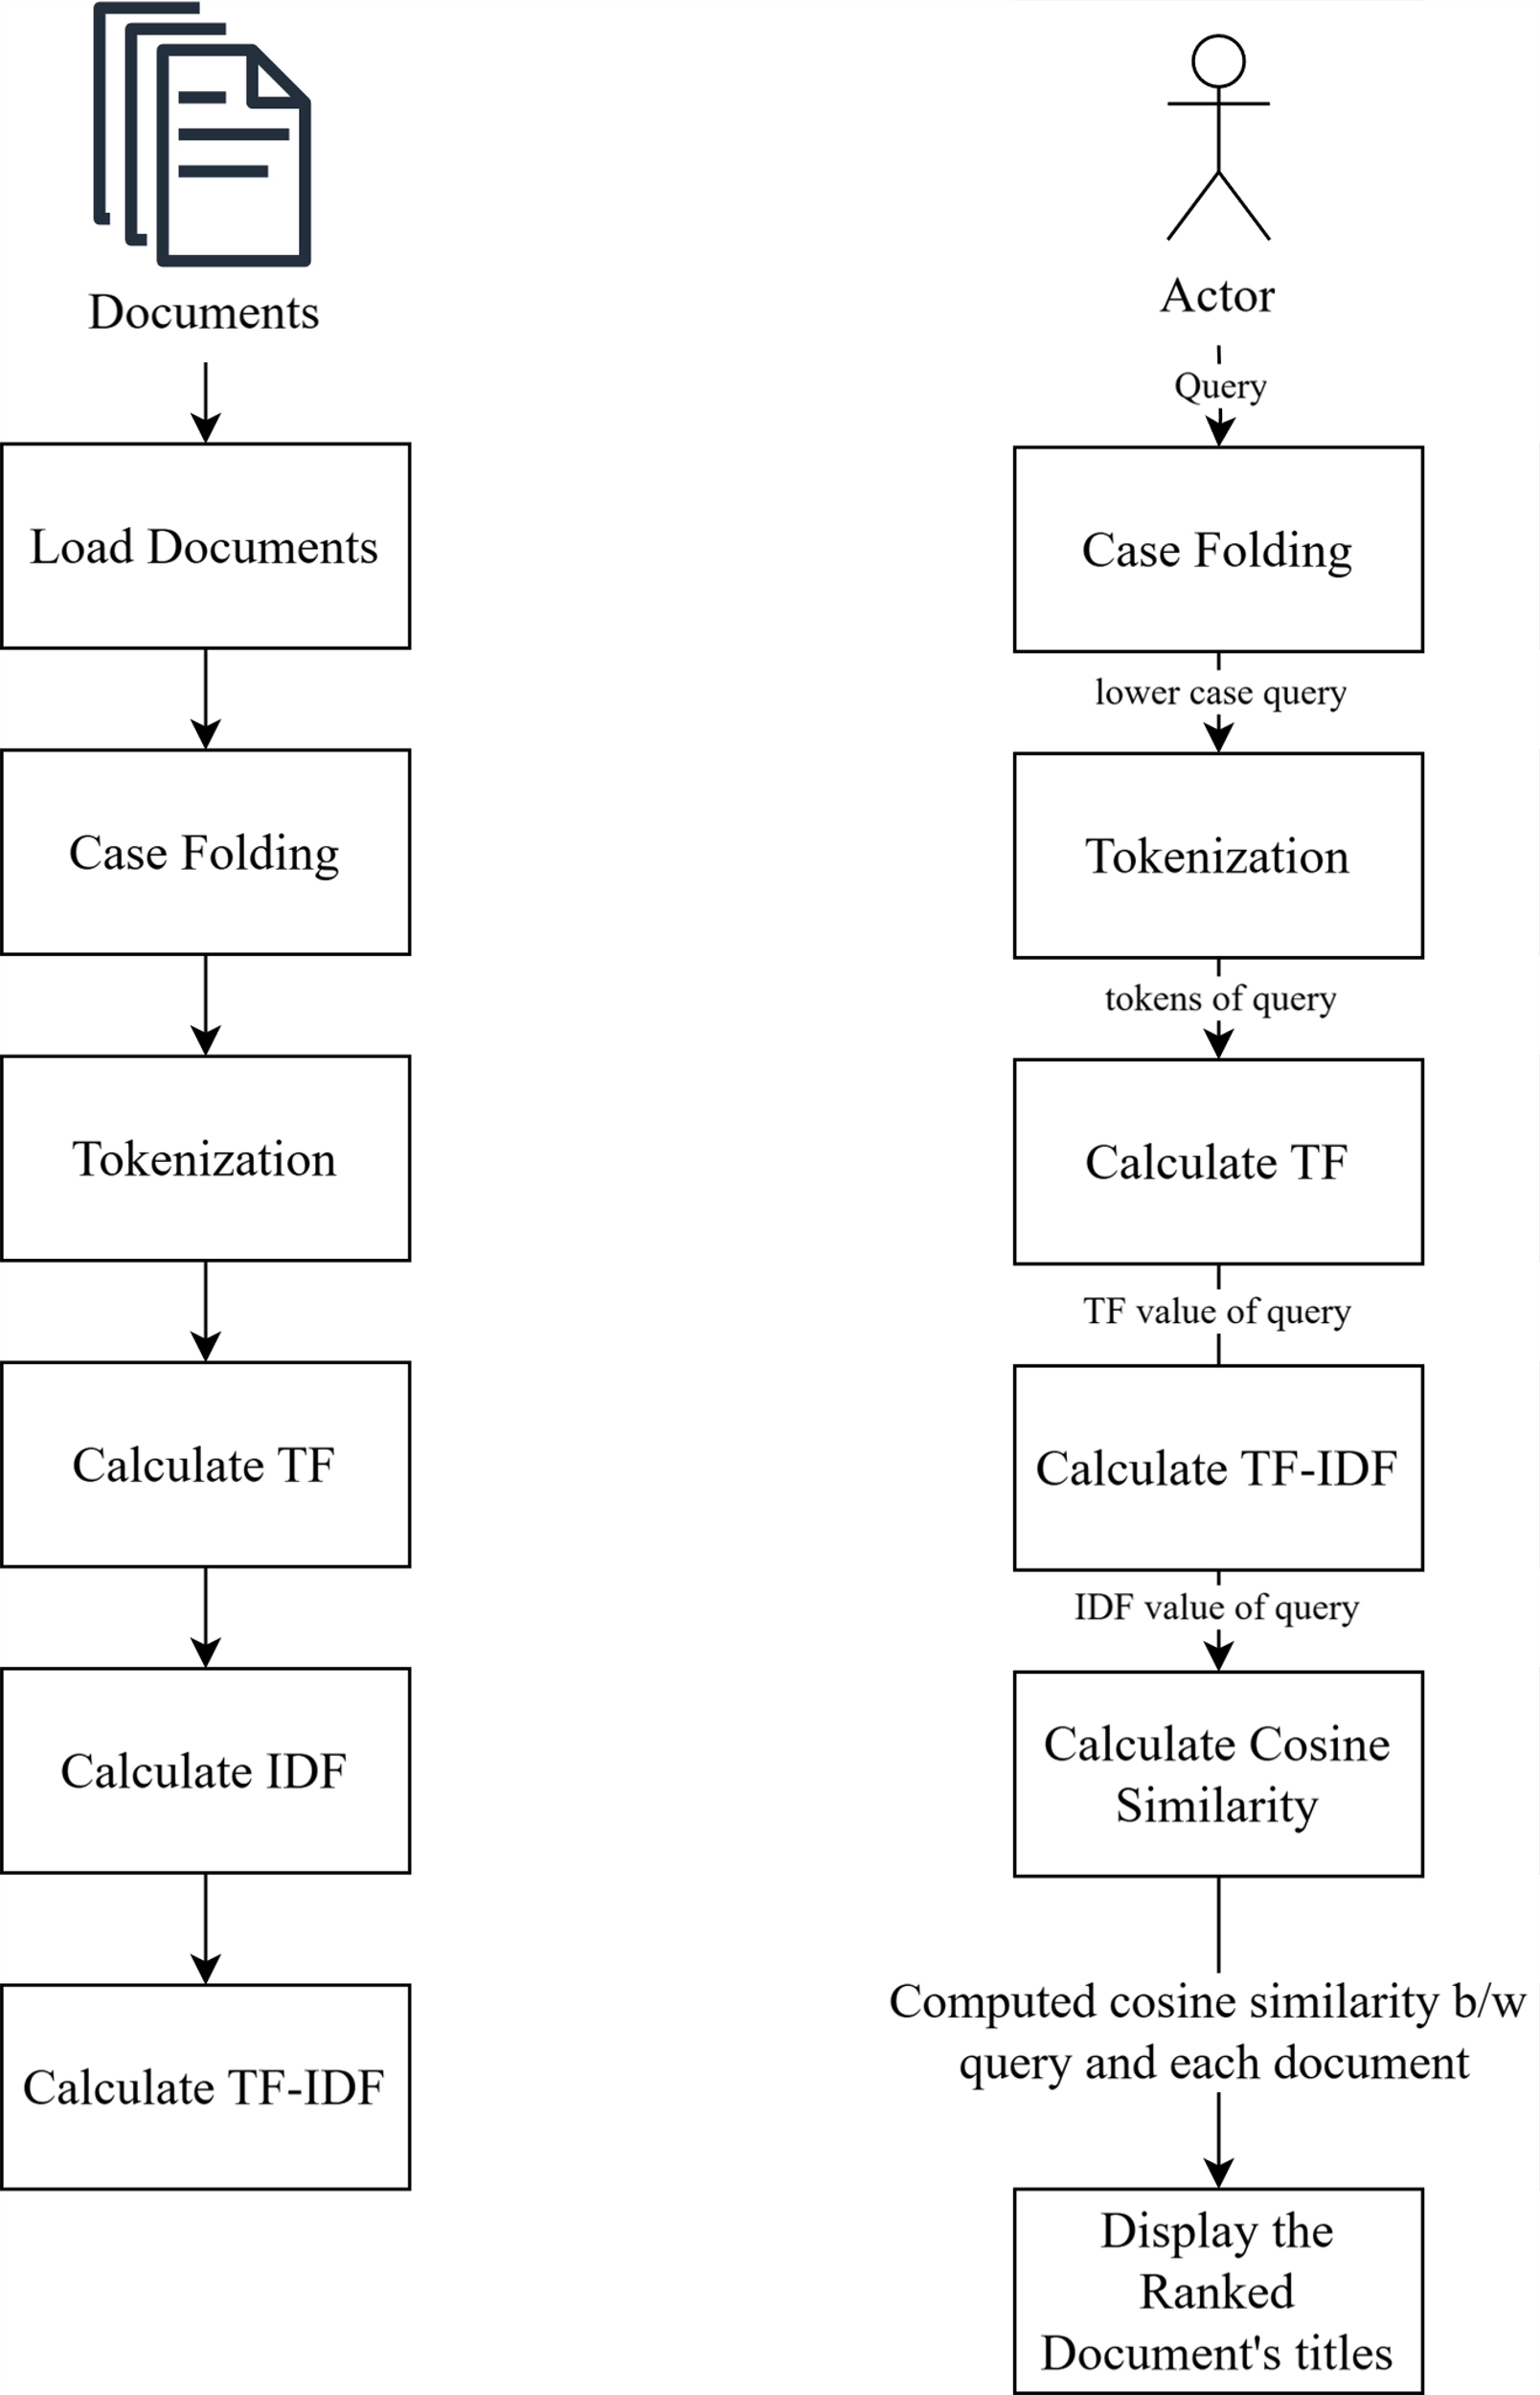 Documents
Load Documents
Case Folding
Tokenization
Calculate TF
Calculate IDF
Calculate TF-IDF
Actor
Query
Case Folding
lower case query
Tokenization
tokens of query
Calculate TF
TF value of query
Calculate TF-IDF
IDF value of query
Calculate Cosine
Similarity
Computed cosine similarity b/w
query and each document
Display the
Ranked
Document's titles